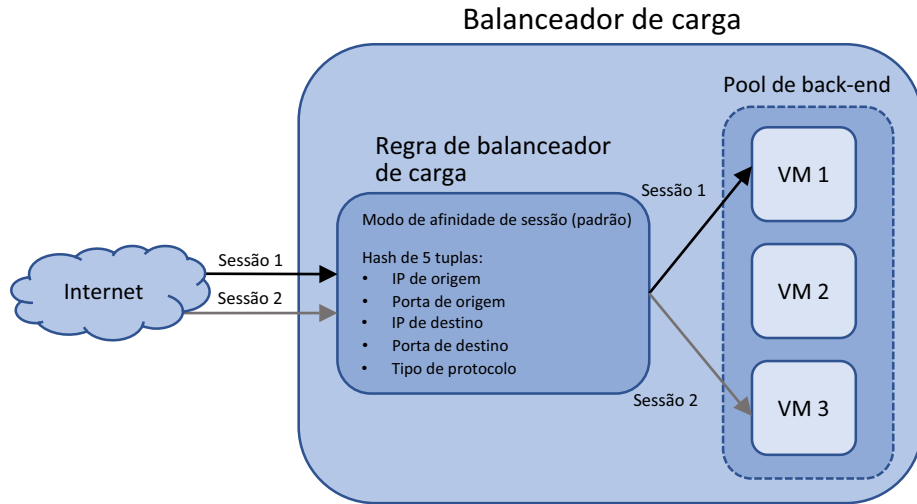 Balanceador de carga
Pool de back-end
Regra de balanceador
de carga
VM 1
Sessão 1
Modo de afinidade de sessão (padrão)
Hash de 5 tuplas:
• IP de origem
• Porta de origem
• IP de destino
• Porta de destino
• Tipo de protocolo
Sessão 1
Internet
Sessão 2
VM 2
Sessão 2
VM 3